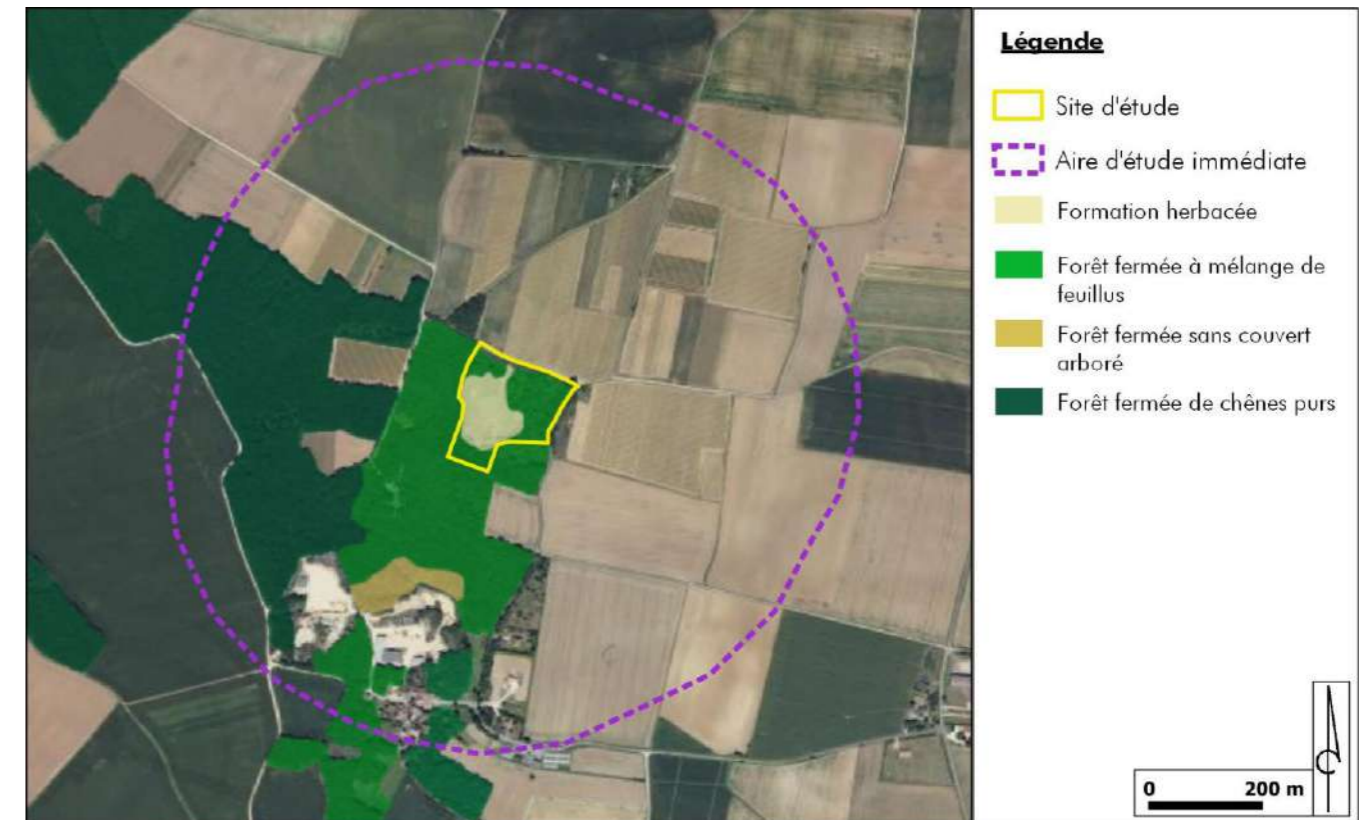 Légende
Site d'étude
Aire d'étude immédiate
Formation herbacée
Forêt fermée à mélange de
feuillus
Forêt fermée sans couvert
arboré
Forêt fermée de chênes purs
0 200 m